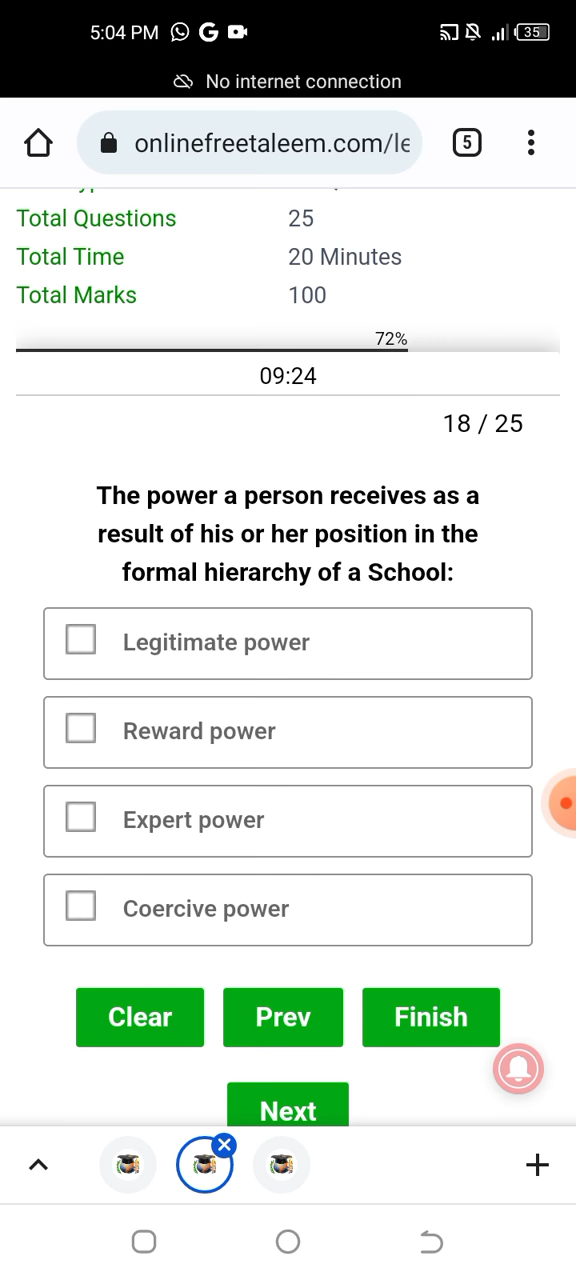 5:04 PM G 35
No internet connection
onlinefreetaleem.com/le 5
Total Questions 25
Total Time 20 Minutes
Total Marks 100
72%
09:24
18 / 25
The power a person receives as a
result of his or her position in the
formal hierarchy of a School:
Legitimate power
Reward power
Expert power
Coercive power
Clear Prev Finish
Next